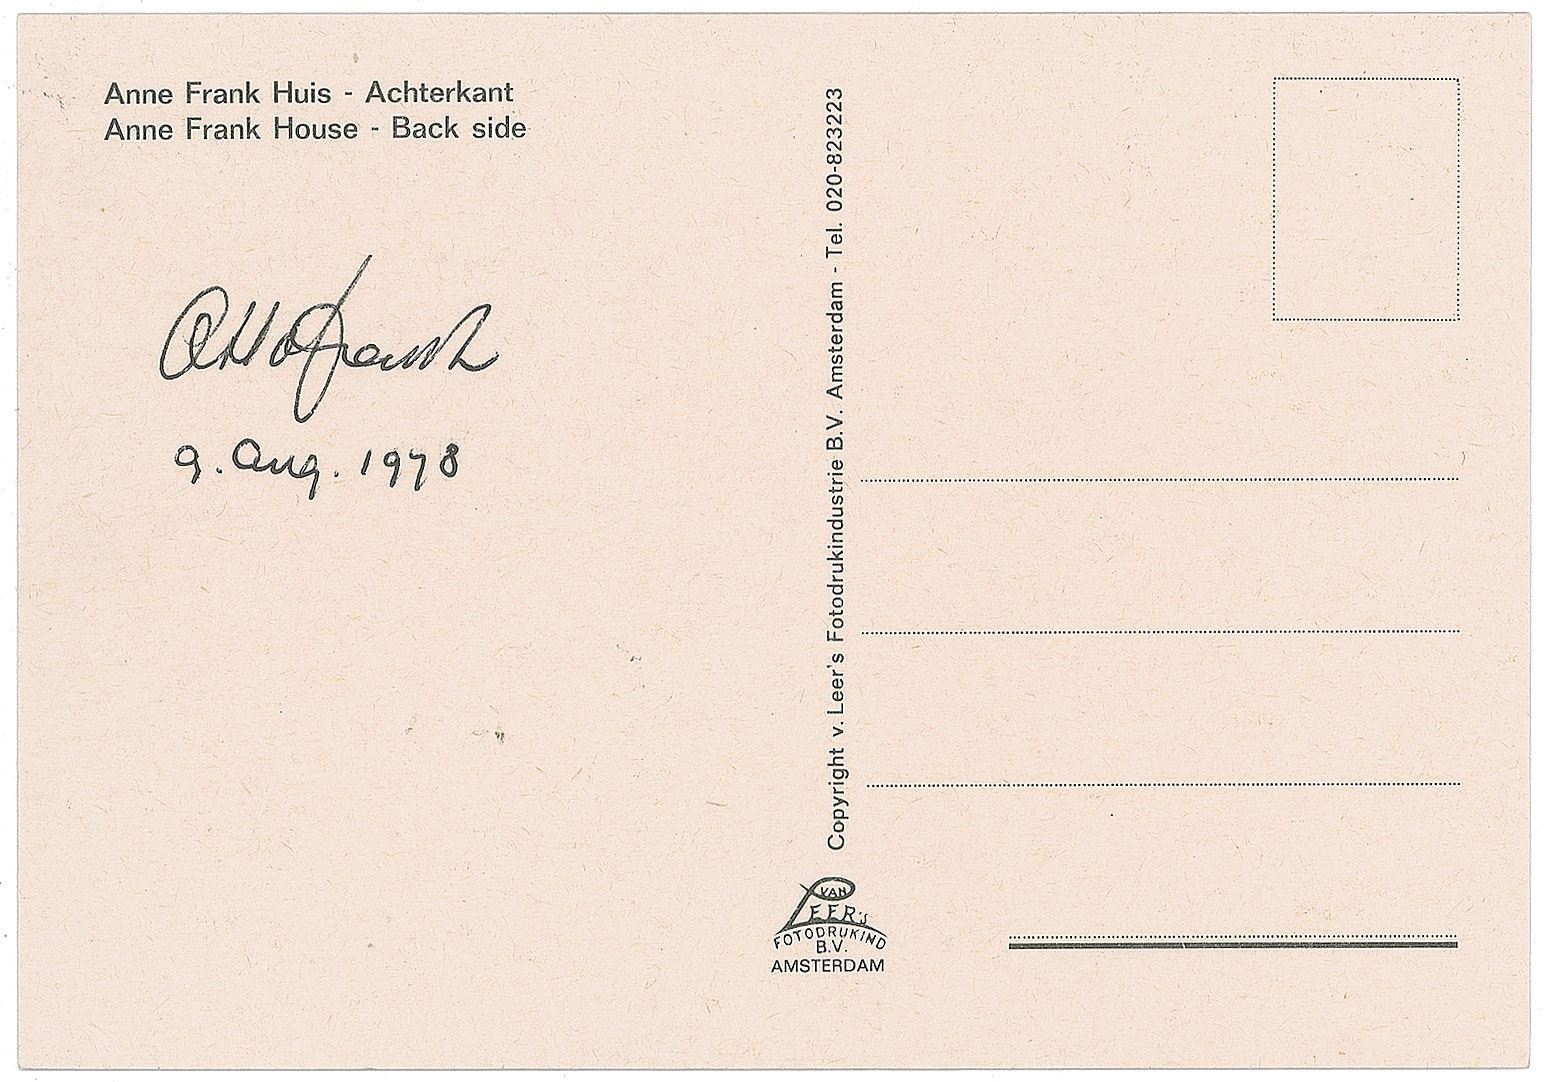 Anne Frank Huis - Achterkant
Anne Frank House - Back side
Otto Frank
9. Aug. 1978
Copyright v. Leer's Fotodrukindustrie B.V. Amsterdam - Tel. 020-823223
VAN
LEER's
FOTODRUKIND
B.V.
AMSTERDAM